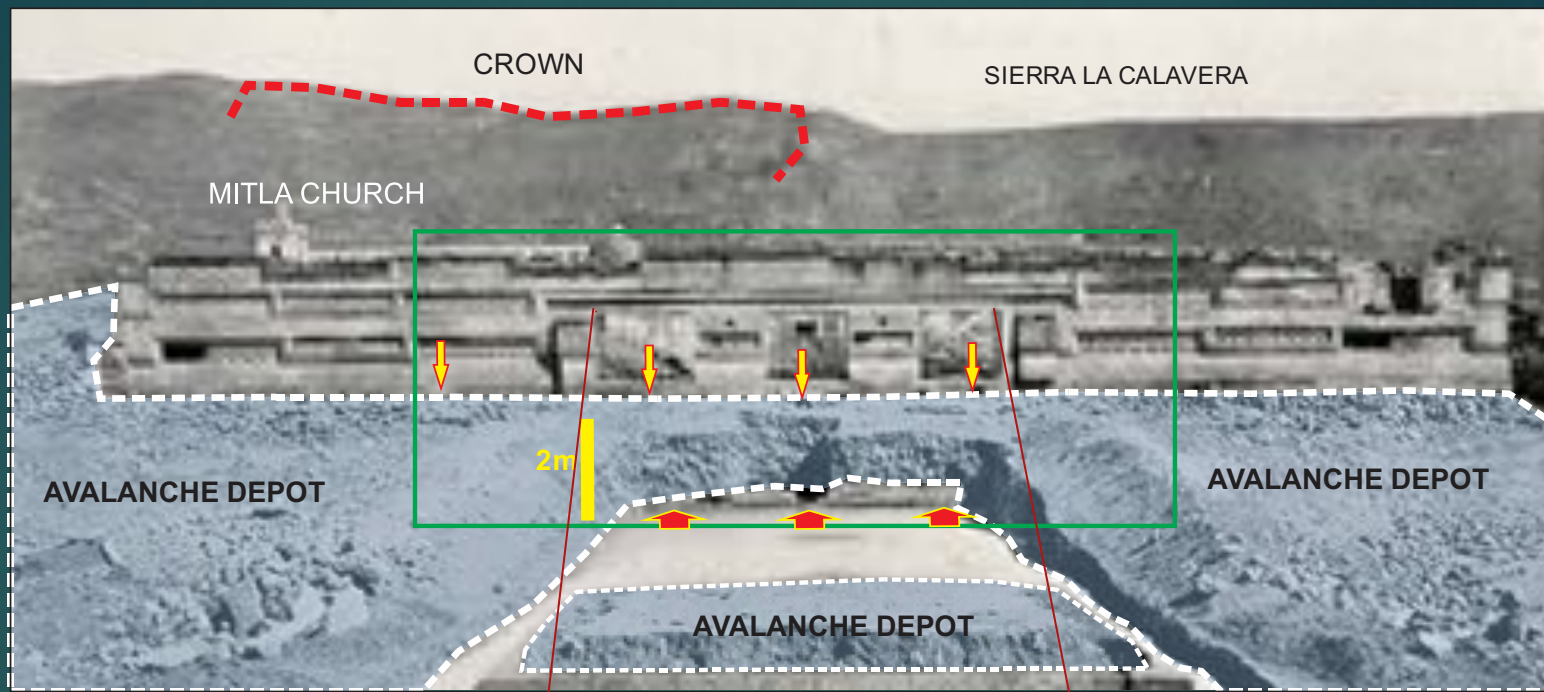 CROWN
SIERRA LA CALAVERA
MITLA CHURCH
2m
AVALANCHE DEPOT
AVALANCHE DEPOT
AVALANCHE DEPOT